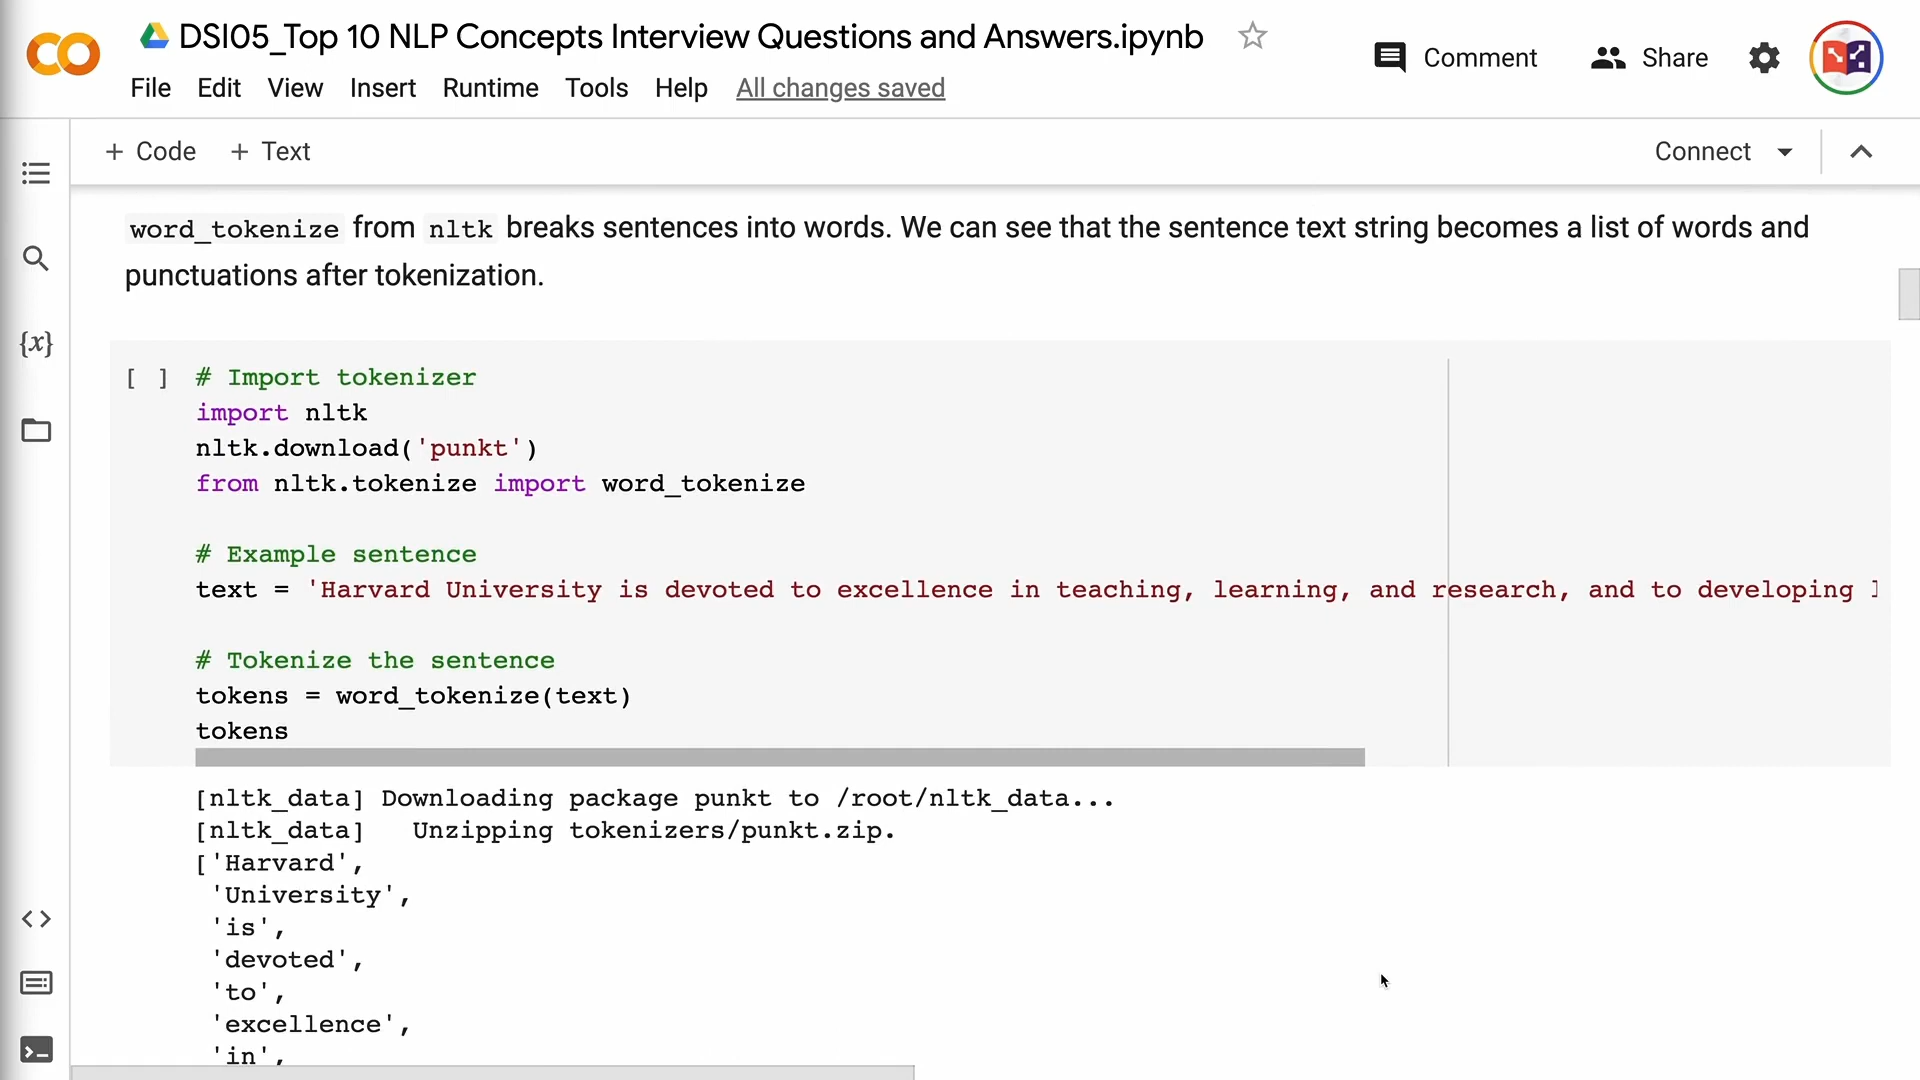 DSI05_Top 10 NLP Concepts Interview Questions and Answers.ipynb
Comment
Share
File Edit View Insert Runtime Tools Help All changes saved
+ Code + Text
Connect
word_tokenize from nltk breaks sentences into words. We can see that the sentence text string becomes a list of words and
punctuations after tokenization.
{x}
[ ] # Import tokenizer
import nltk
nltk.download('punkt')
from nltk.tokenize import word_tokenize
# Example sentence
text = 'Harvard University is devoted to excellence in teaching, learning, and research, and to developing
# Tokenize the sentence
tokens = word_tokenize(text)
tokens
[nltk_data] Downloading package punkt to /root/nltk_data...
[nltk_data]   Unzipping tokenizers/punkt.zip.
['Harvard',
'University',
'is',
'devoted',
'to',
'excellence',
'in',